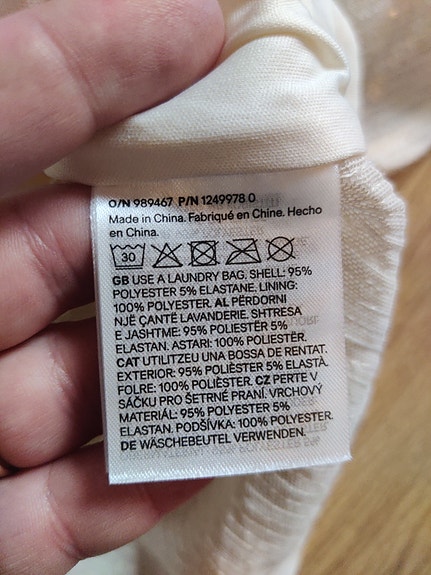 O/N 989467 P/N 1249978 0
Made in China. Fabriqué en Chine. Hecho
en China.
30
GB USE A LAUNDRY BAG. SHELL: 95%
POLYESTER 5% ELASTANE. LINING:
100% POLYESTER. AL PËRDORNI
NJË ÇANTË LAVANDERIE. SHTRESA
E JASHTME: 95% POLIESTËR 5%
ELASTAN. ASTARI: 100% POLIESTËR.
CAT UTILITZEU UNA BOSSA DE RENTAT.
EXTERIOR: 95% POLIÈSTER 5% ELASTÀ.
FOLRE: 100% POLIÈSTER. CZ PERTE V
SÁČKU PRO ŠETRNÉ PRANÍ. VRCHOVÝ
MATERIÁL: 95% POLYESTER 5%
ELASTAN. PODŠÍVKA: 100% POLYESTER.
DE WÄSCHEBEUTEL VERWENDEN.